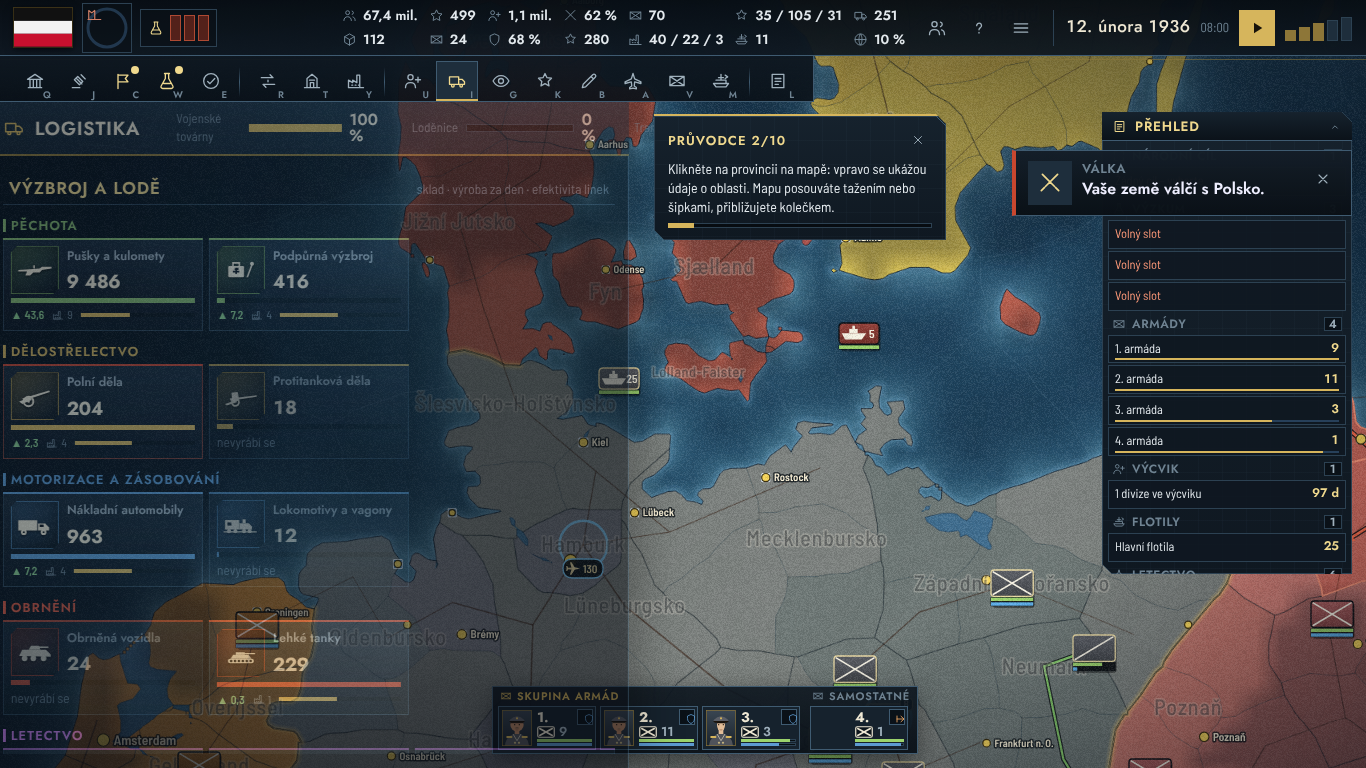 67,4 mil.
499
1,1 mil.
62 %
70
35 / 105 / 31
251
112
24
68 %
280
40 / 22 / 3
11
10 %
?
12. února 1936
08:00
Q
J
C
W
E
R
T
Y
U
I
G
K
B
A
V
M
L
LOGISTIKA
Vojenské továrny
100 %
Loděnice
0 %
VÝZBROJ A LODĚ
sklad · výroba za den · efektivita linek
PĚCHOTA
Pušky a kulomety
9 486
▲ 43,6
9
Podpůrná výzbroj
416
▲ 7,2
4
DĚLOSTŘELECTVO
Polní děla
204
▲ 2,3
4
Protitanková děla
18
nevyrábí se
MOTORIZACE A ZÁSOBOVÁNÍ
Nákladní automobily
963
▲ 7,2
4
Lokomotivy a vagony
12
nevyrábí se
OBRNĚNÍ
Obrněná vozidla
24
nevyrábí se
Lehké tanky
229
▲ 0,3
1
LETECTVO
PRŮVODCE 2/10
Klikněte na provincii na mapě: vpravo se ukážou
údaje o oblasti. Mapu posouváte tažením nebo
šipkami, přibližujete kolečkem.
PŘEHLED
VÁLKA
Vaše země válčí s Polsko.
Volný slot
Volný slot
Volný slot
ARMÁDY
4
1. armáda
9
2. armáda
11
3. armáda
3
4. armáda
1
VÝCVIK
1
1 divize ve výcviku
97 d
FLOTILY
1
Hlavní flotila
25
Aarhus
Jižní Jutsko
Odense
Fyn
Sjælland
5
25
Lolland-Falster
Šlesvicko-Holštýnsko
Kiel
Rostock
Lübeck
Hamburk
130
Mecklenbursko
Lüneburgsko
Brémy
Groningen
Oldenbursko
Overijssel
Amsterdam
Osnabrück
Poznaň
Poznaň
Frankfurt n. O.
SKUPINA ARMÁD
SAMOSTATNÉ
1.
9
2.
11
3.
3
4.
1